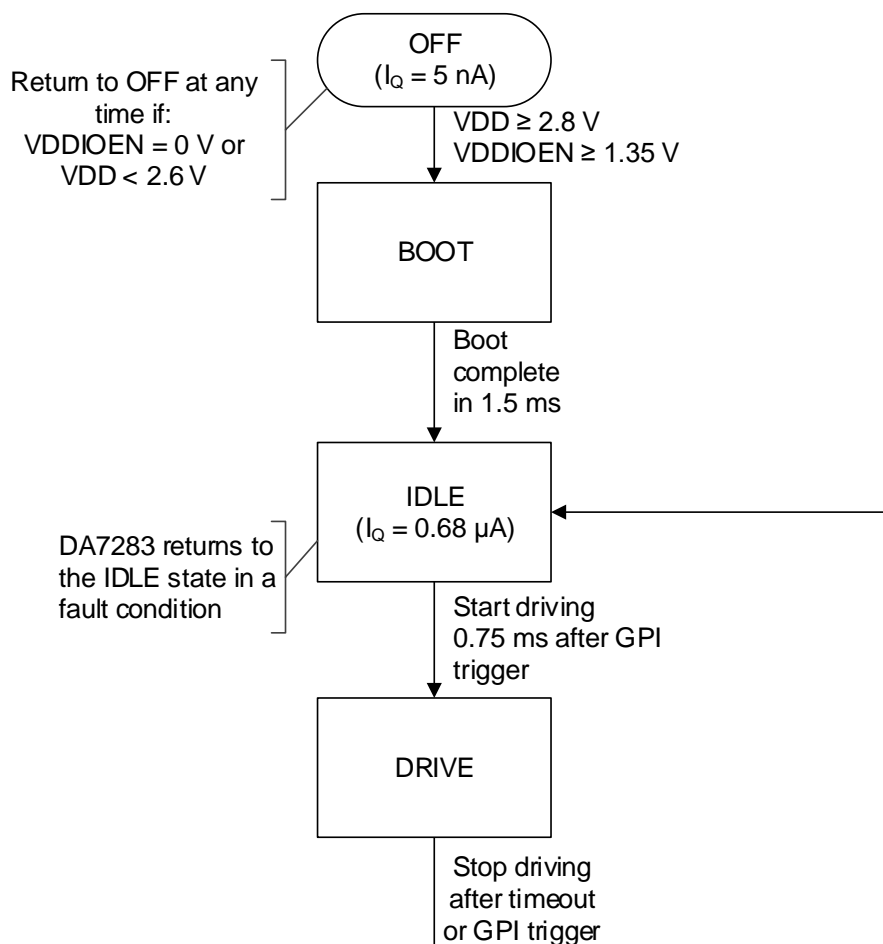 OFF
(IQ = 5 nA)
Return to OFF at any
time if:
VDDIOEN = 0 V or
VDD < 2.6 V
VDD ≥ 2.8 V
VDDIOEN ≥ 1.35 V
BOOT
Boot
complete
in 1.5 ms
IDLE
(IQ = 0.68 µA)
DA7283 returns to
the IDLE state in a
fault condition
Start driving
0.75 ms after GPI
trigger
DRIVE
Stop driving
after timeout
or GPI trigger